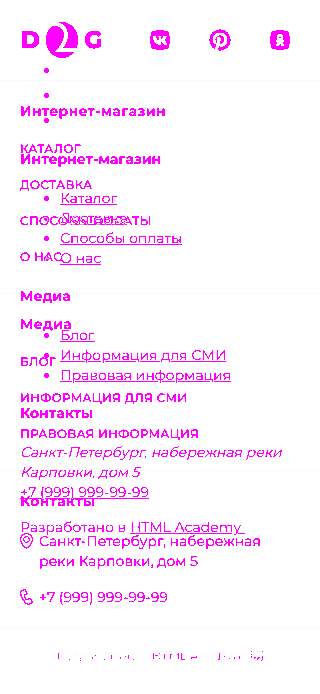 D2G
Интернет-магазин
КАТАЛОГ
Интернет-магазин
ДОСТАВКА
Каталог
Доставка
СПОСОБЫ ОПЛАТЫ
Способы оплаты
О НАС
О нас
Медиа
Медиа
Блог
Информация для СМИ
БЛОГ
Правовая информация
ИНФОРМАЦИЯ ДЛЯ СМИ
Контакты
ПРАВОВАЯ ИНФОРМАЦИЯ
Санкт-Петербург, набережная реки
Карповки, дом 5
+7 (999) 999-99-99
Контакты
Разработано в HTML Academy
Санкт-Петербург, набережная
реки Карповки, дом 5
+7 (999) 999-99-99